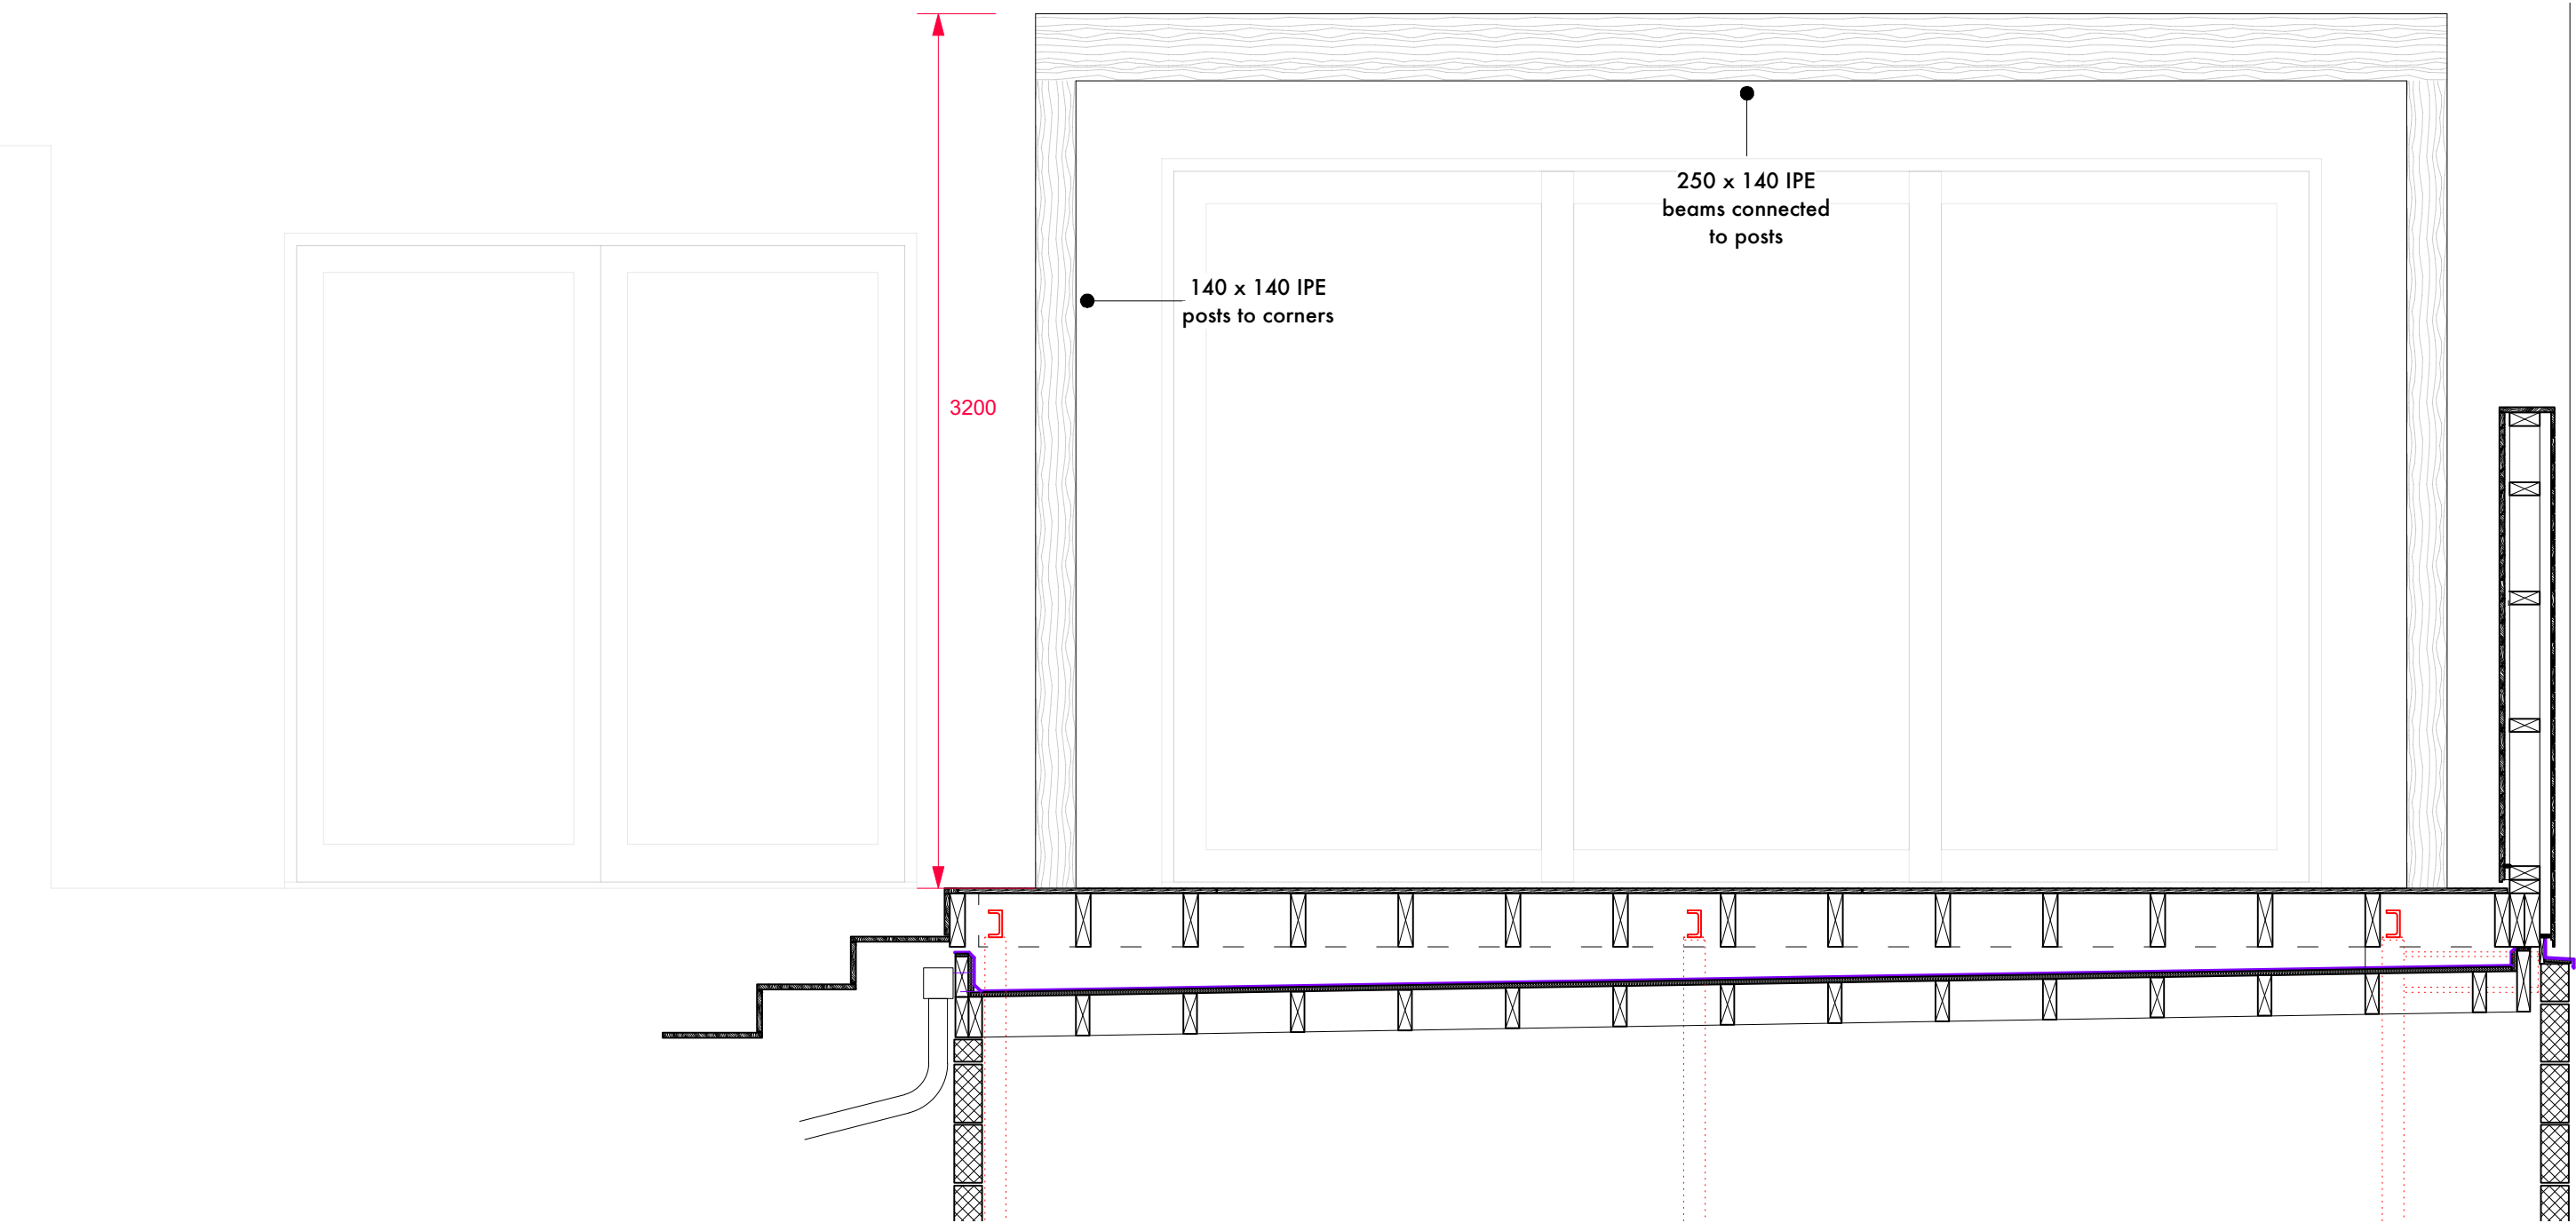 250 x 140 IPE
beams connected
to posts
140 x 140 IPE
posts to corners
3200